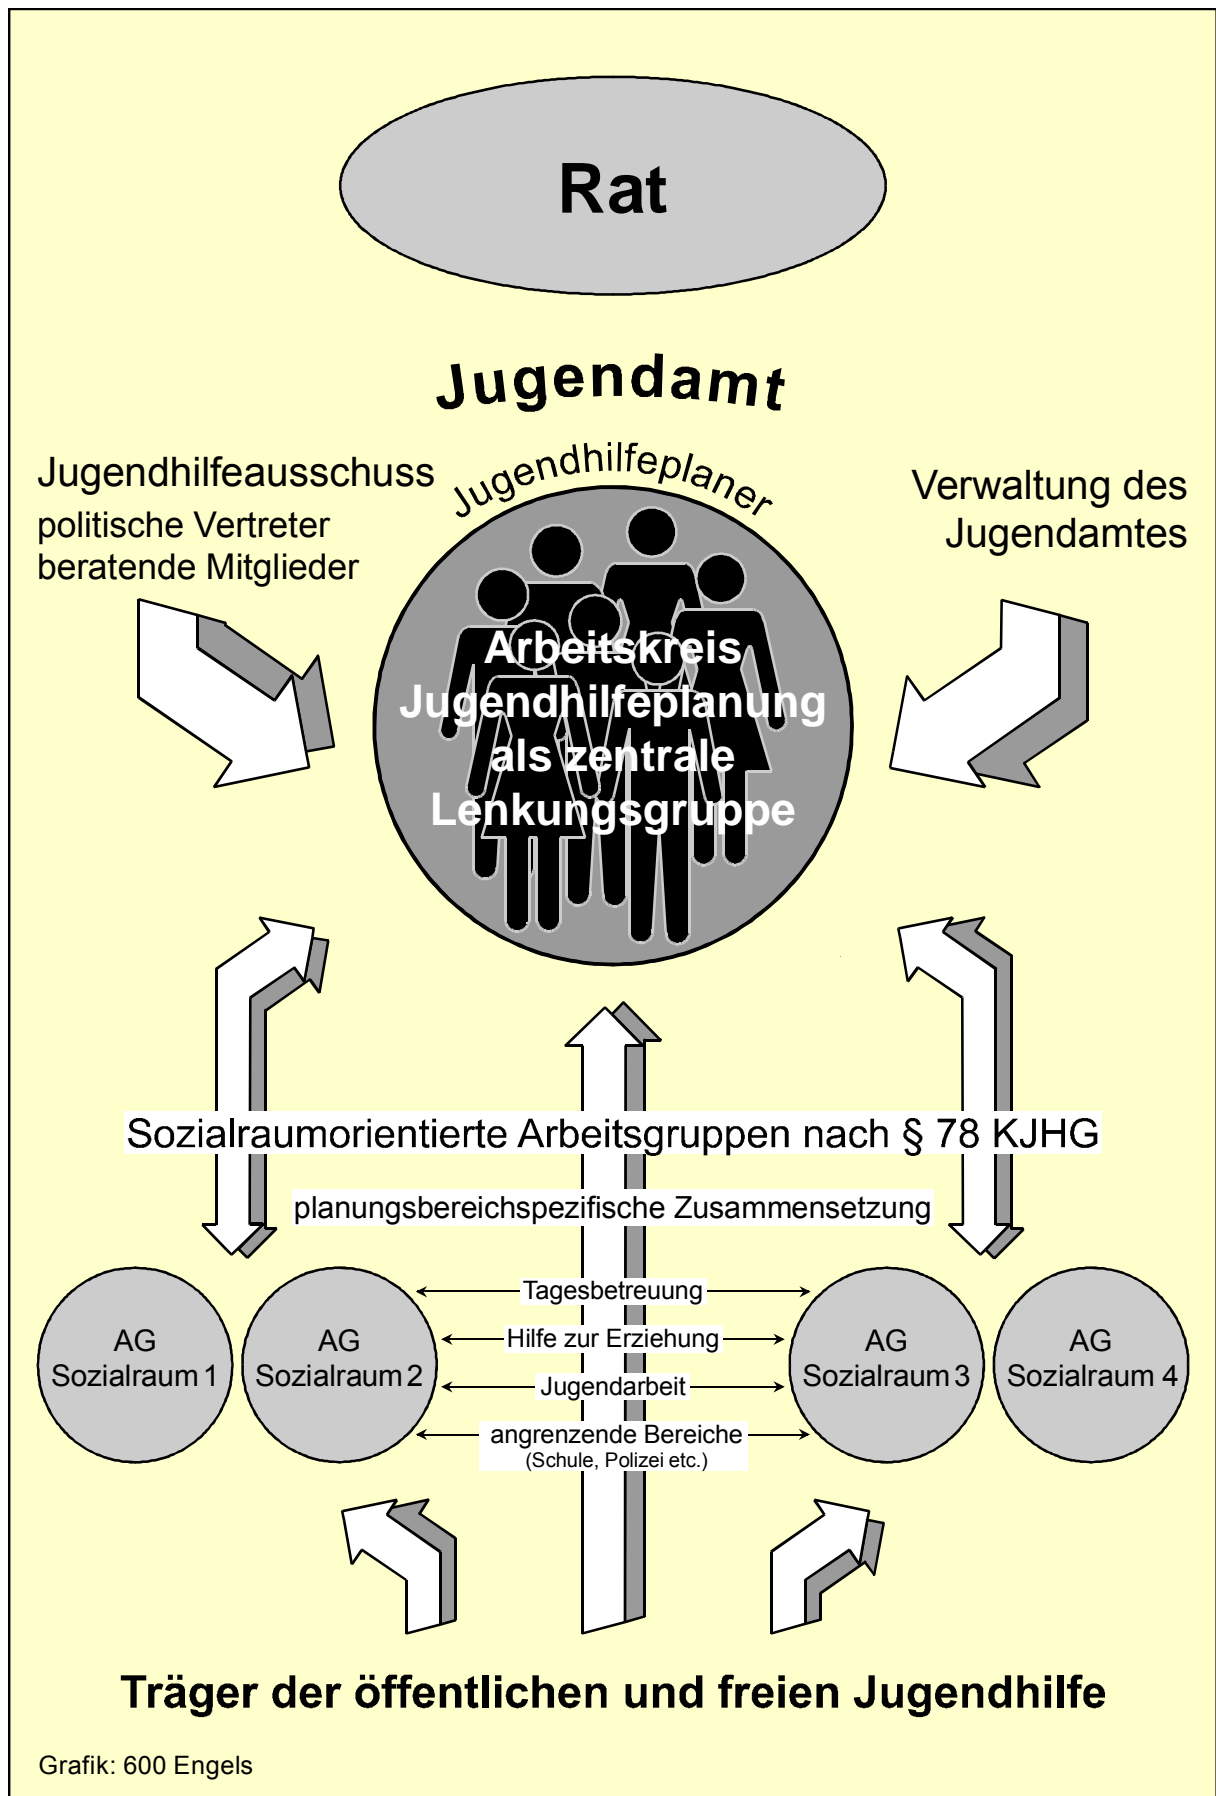 Rat
Jugendamt
Jugendhilfeplaner
Jugendhilfeausschuss
politische Vertreter
beratende Mitglieder
Verwaltung des
Jugendamtes
Arbeitskreis
Jugendhilfeplanung
als zentrale
Lenkungsgruppe
Sozialraumorientierte Arbeitsgruppen nach § 78 KJHG
planungsbereichspezifische Zusammensetzung
AG
Sozialraum 1
AG
Sozialraum 2
Tagesbetreuung
Hilfe zur Erziehung
Jugendarbeit
angrenzende Bereiche
(Schule, Polizei etc.)
AG
Sozialraum 3
AG
Sozialraum 4
Träger der öffentlichen und freien Jugendhilfe
Grafik: 600 Engels